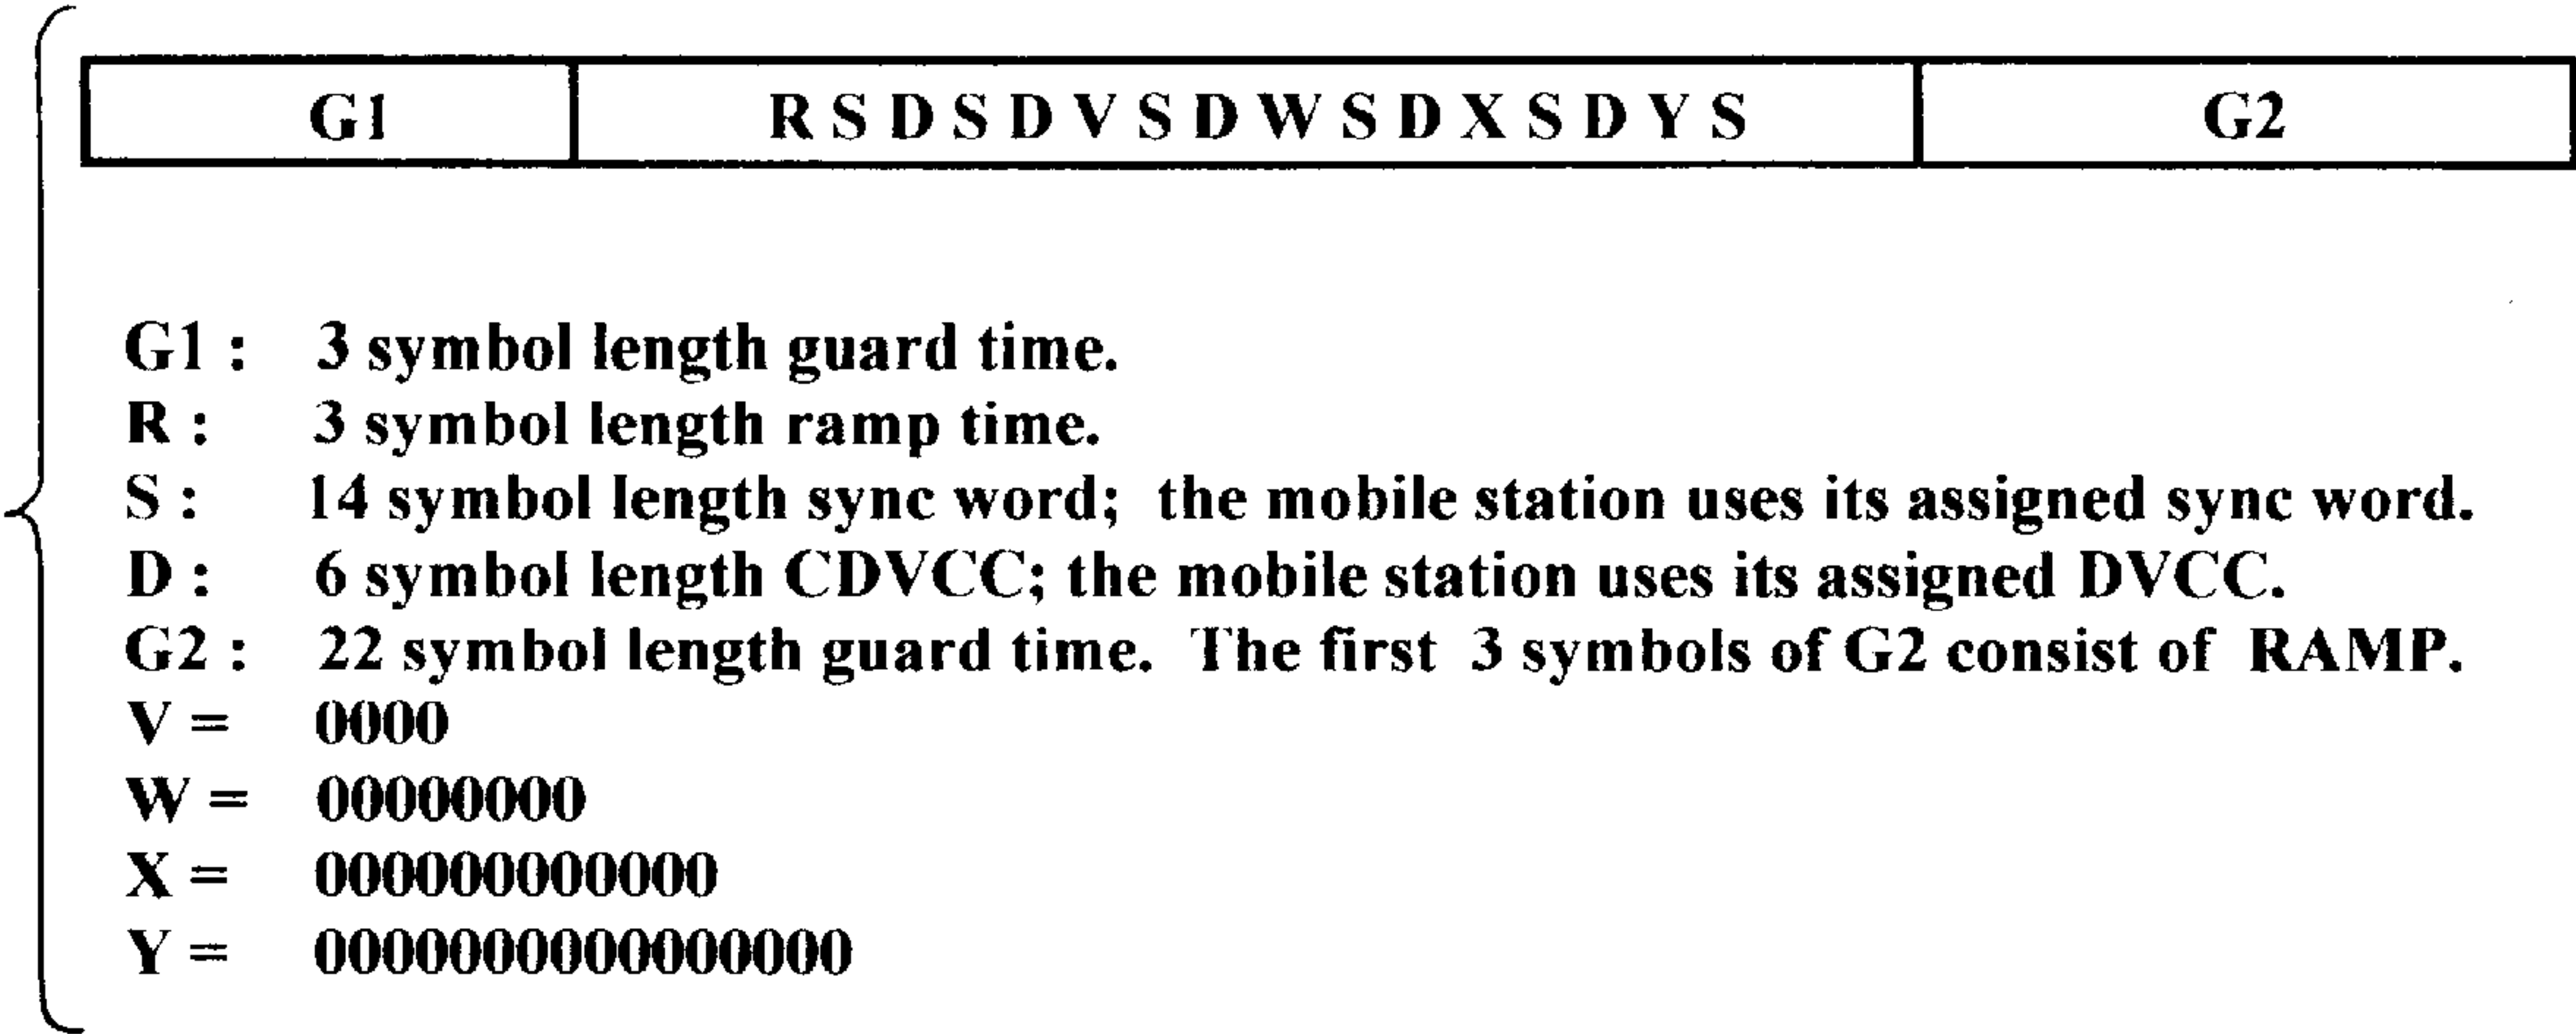 G1 R S D S D V S D W S D X S D Y S G2
G1 : 3 symbol length guard time.
R : 3 symbol length ramp time.
S : 14 symbol length sync word; the mobile station uses its assigned sync word.
D : 6 symbol length CDVCC; the mobile station uses its assigned DVCC.
G2 : 22 symbol length guard time. The first 3 symbols of G2 consist of RAMP.
V = 0000
W = 00000000
X = 000000000000
Y = 0000000000000000